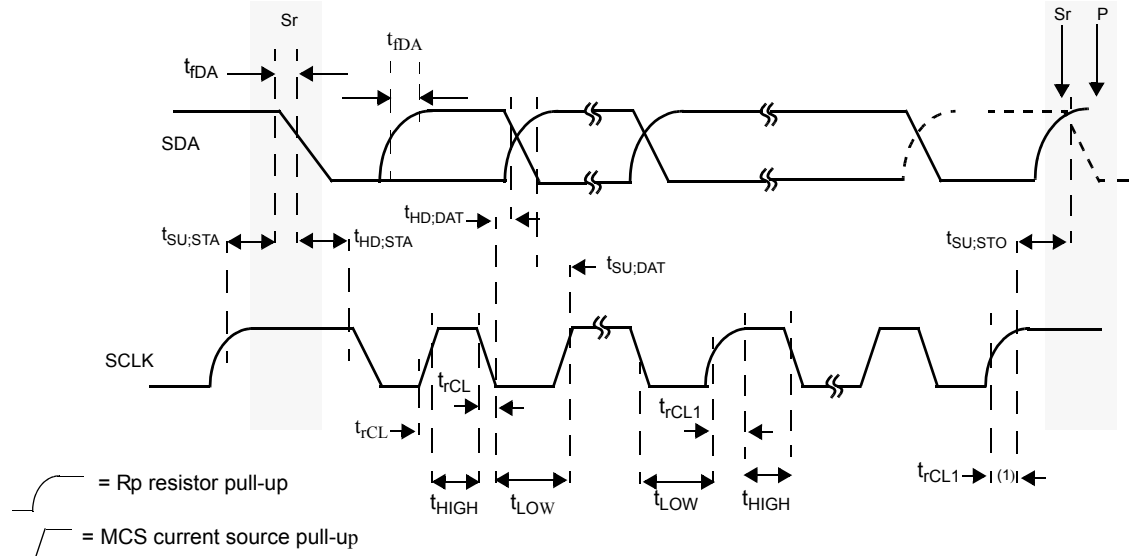 Sr
Sr P
tfDA
tfDA
SDA
tHD;DAT
tSU;STA
tHD;STA
tSU;STO
tSU;DAT
SCLK
trCL
trCL1
trCL
trCL1
(1)
tHIGH
tLOW
tLOW
tHIGH
= Rp resistor pull-up
= MCS current source pull-up